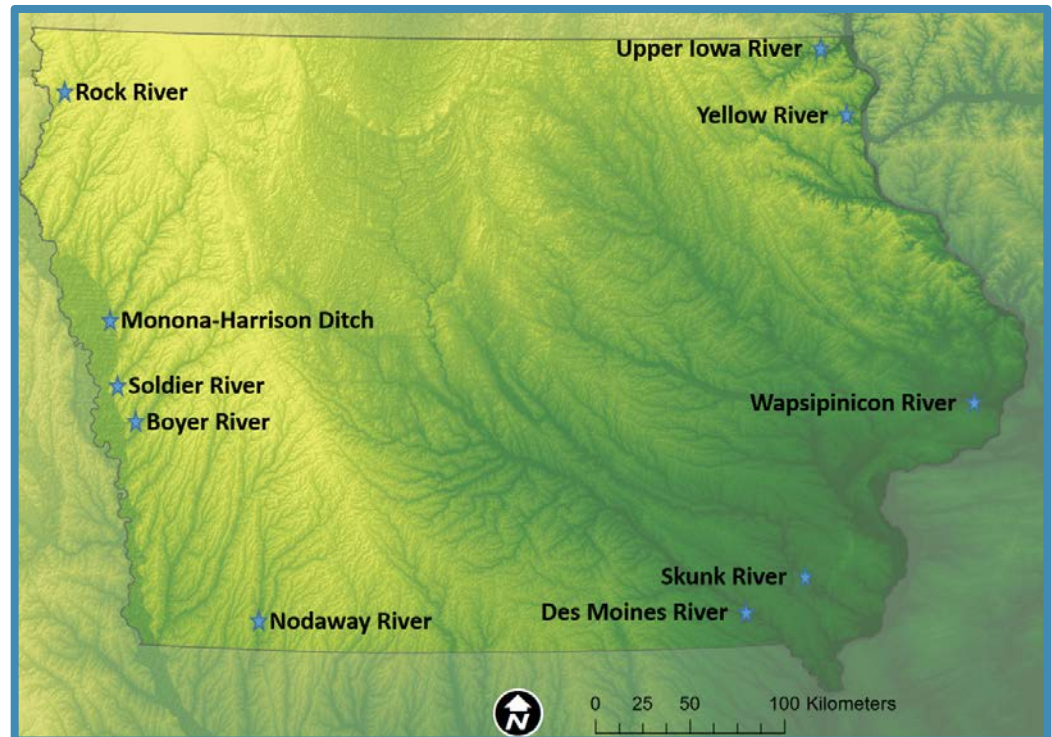 Upper Iowa River
Rock River
Yellow River
Monona-Harrison Ditch
Soldier River
Boyer River
Wapsipinicon River
Skunk River
Des Moines River
Nodaway River
N
0 25 50 100 Kilometers